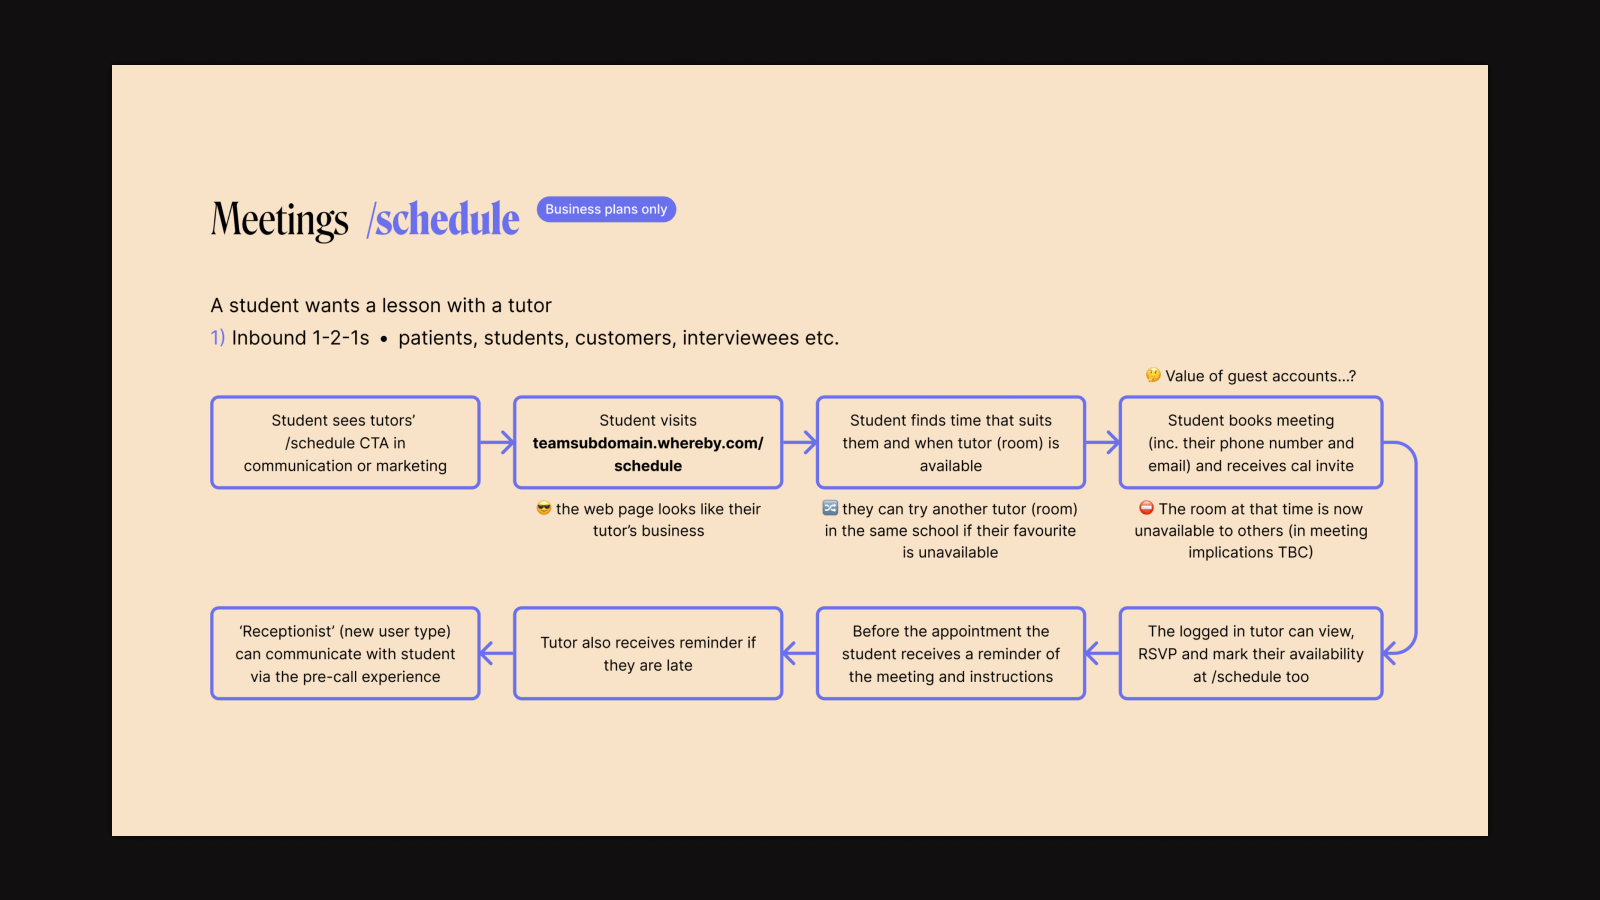 Meetings /schedule Business plans only
A student wants a lesson with a tutor
1) Inbound 1-2-1s • patients, students, customers, interviewees etc.
🤔 Value of guest accounts...?
Student sees tutors’
/schedule CTA in
communication or marketing
Student visits
teamsubdomain.whereby.com/
schedule
😎 the web page looks like their
tutor’s business
Student finds time that suits
them and when tutor (room) is
available
🔀 they can try another tutor (room)
in the same school if their favourite
is unavailable
Student books meeting
(inc. their phone number and
email) and receives cal invite
⛔ The room at that time is now
unavailable to others (in meeting
implications TBC)
The logged in tutor can view,
RSVP and mark their availability
at /schedule too
Before the appointment the
student receives a reminder of
the meeting and instructions
Tutor also receives reminder if
they are late
‘Receptionist’ (new user type)
can communicate with student
via the pre-call experience